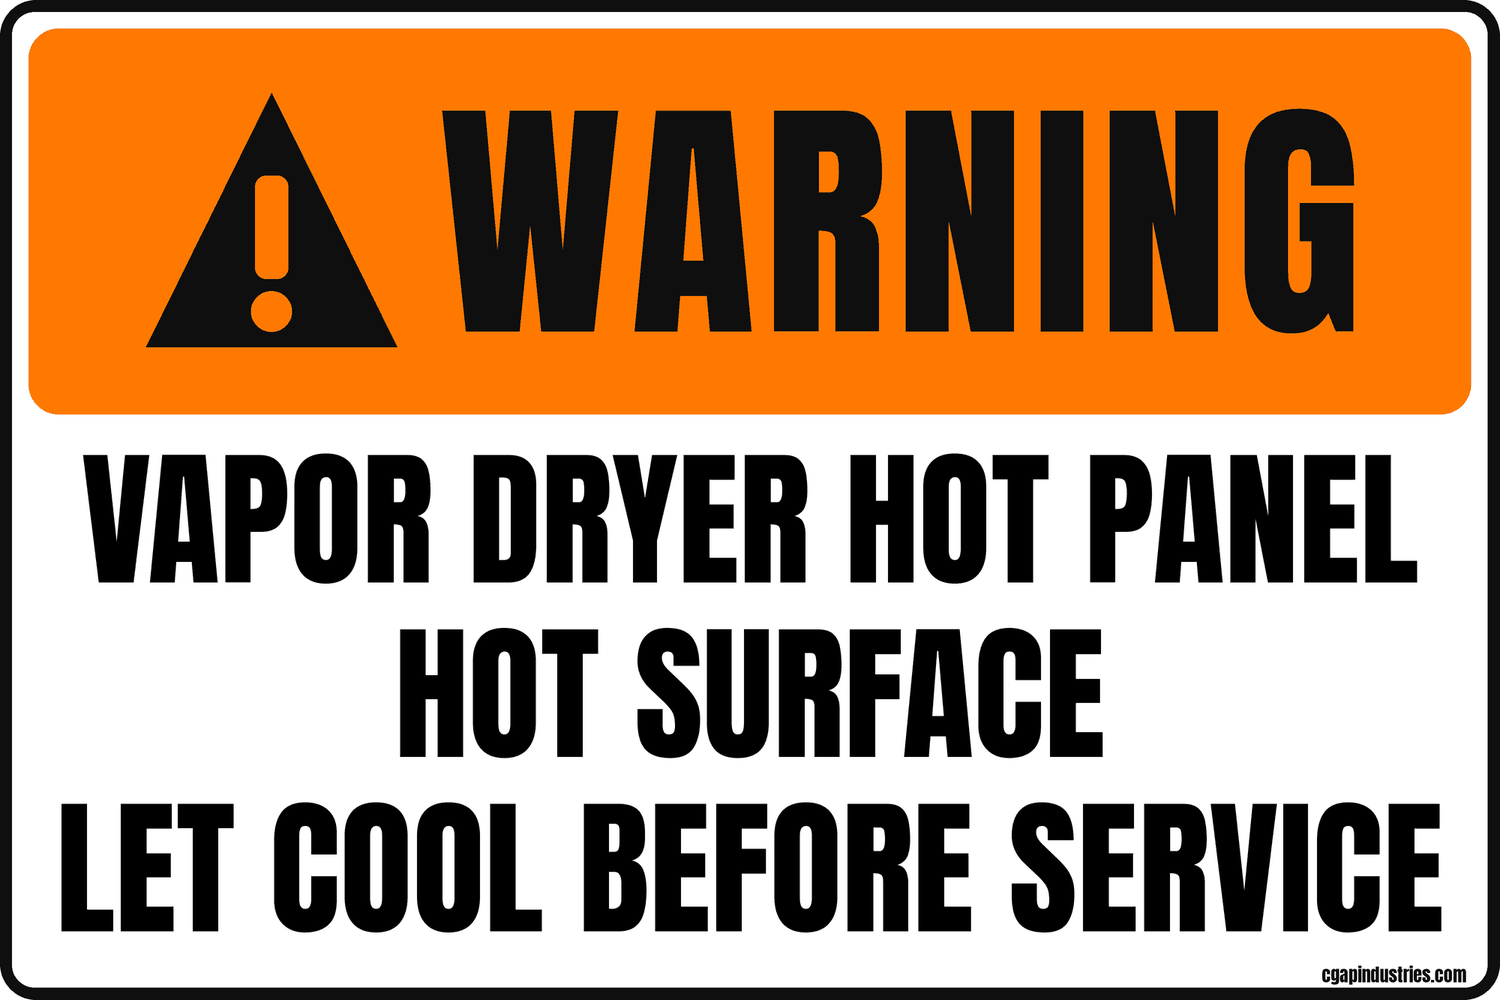 WARNING
VAPOR DRYER HOT PANEL
HOT SURFACE
LET COOL BEFORE SERVICE
cgapindustries.com